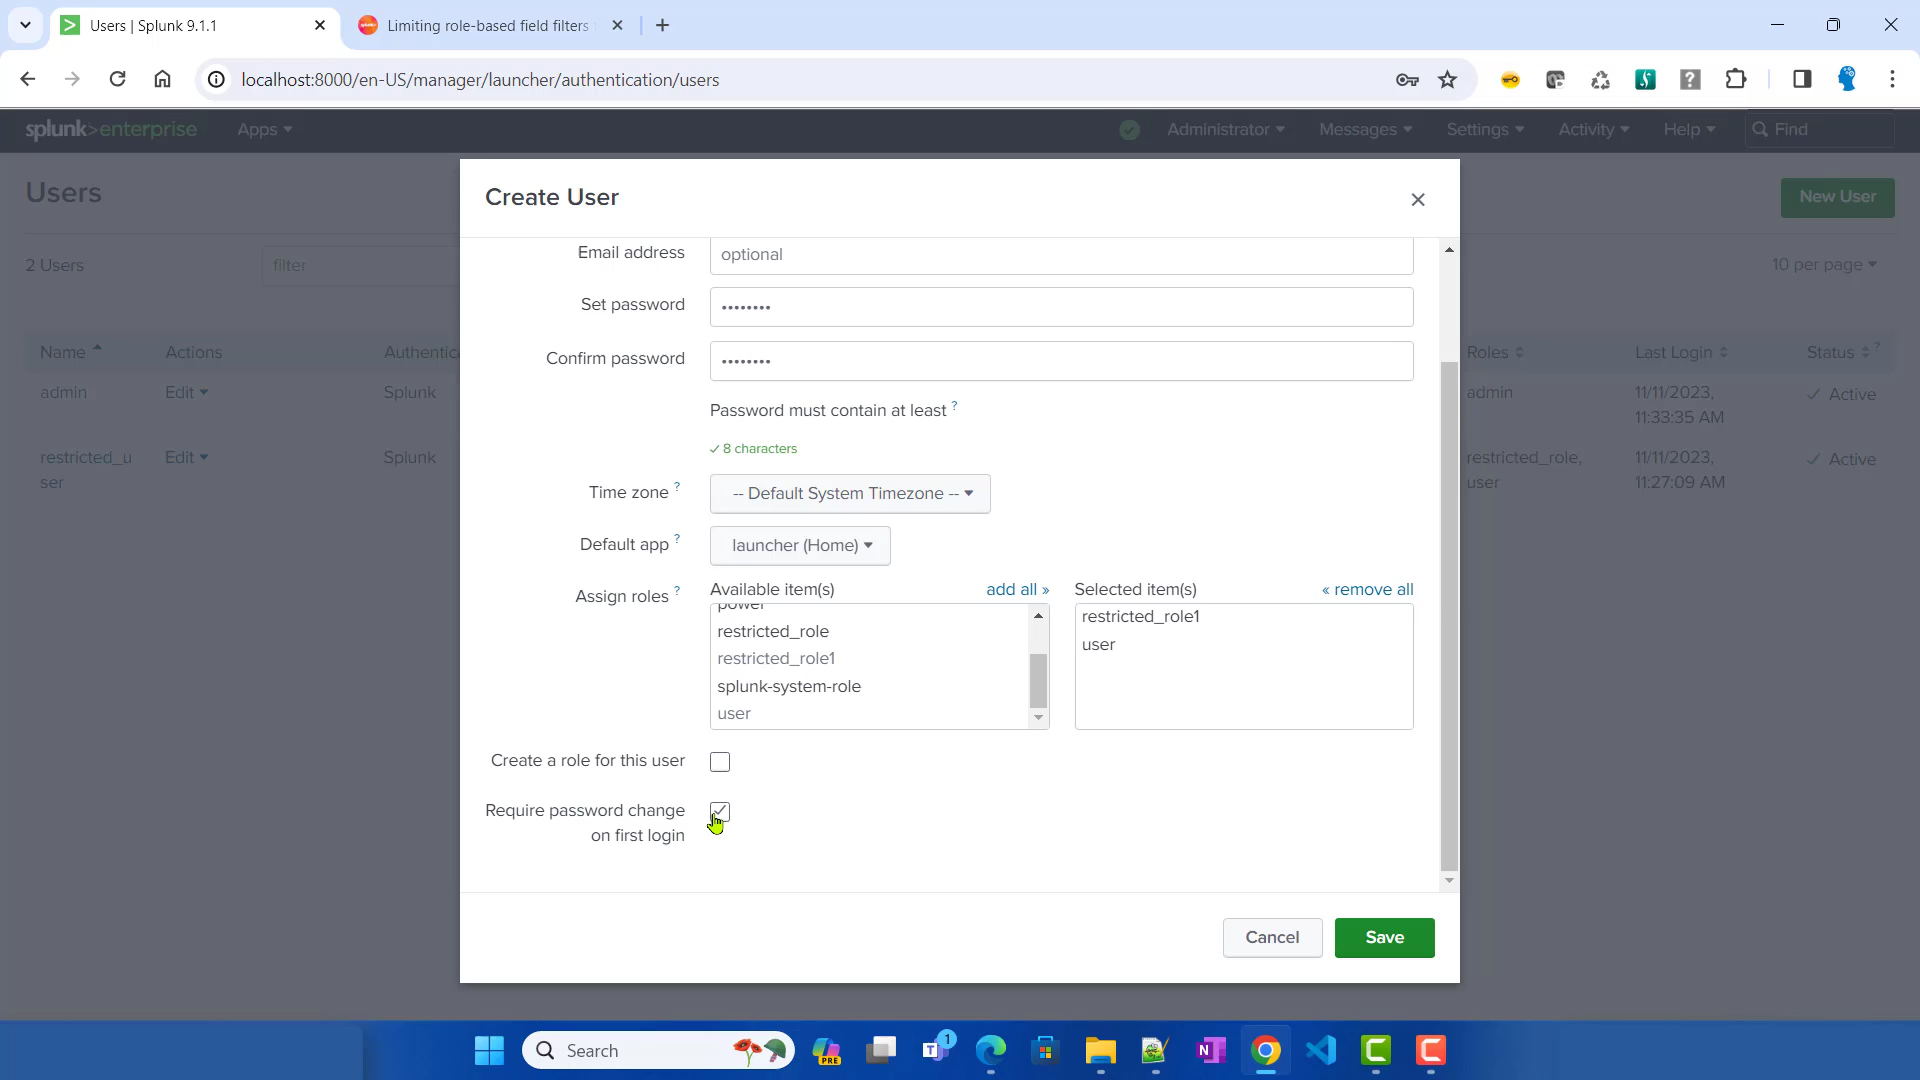 Users | Splunk 9.1.1
Limiting role-based field filters
localhost:8000/en-US/manager/launcher/authentication/users
splunk>enterprise
Apps
Administrator
Messages
Settings
Activity
Help
Find
Users
New User
2 Users
filter
10 per page
Name
Actions
Roles
Last Login
Status ?
admin
Edit
Splunk
admin
11/11/2023,
11:33:35 AM
Active
restricted_u
ser
Edit
Splunk
restricted_role,
user
11/11/2023,
11:27:09 AM
Active
Create User
Email address
optional
Set password
••••••••
Confirm password
••••••••
Password must contain at least ?
8 characters
Time zone ?
-- Default System Timezone --
Default app ?
launcher (Home)
Assign roles ?
Available item(s)
add all »
power
restricted_role
restricted_role1
splunk-system-role
user
Selected item(s)
« remove all
restricted_role1
user
Create a role for this user
Require password change
on first login
Cancel
Save
Search
PRE
1